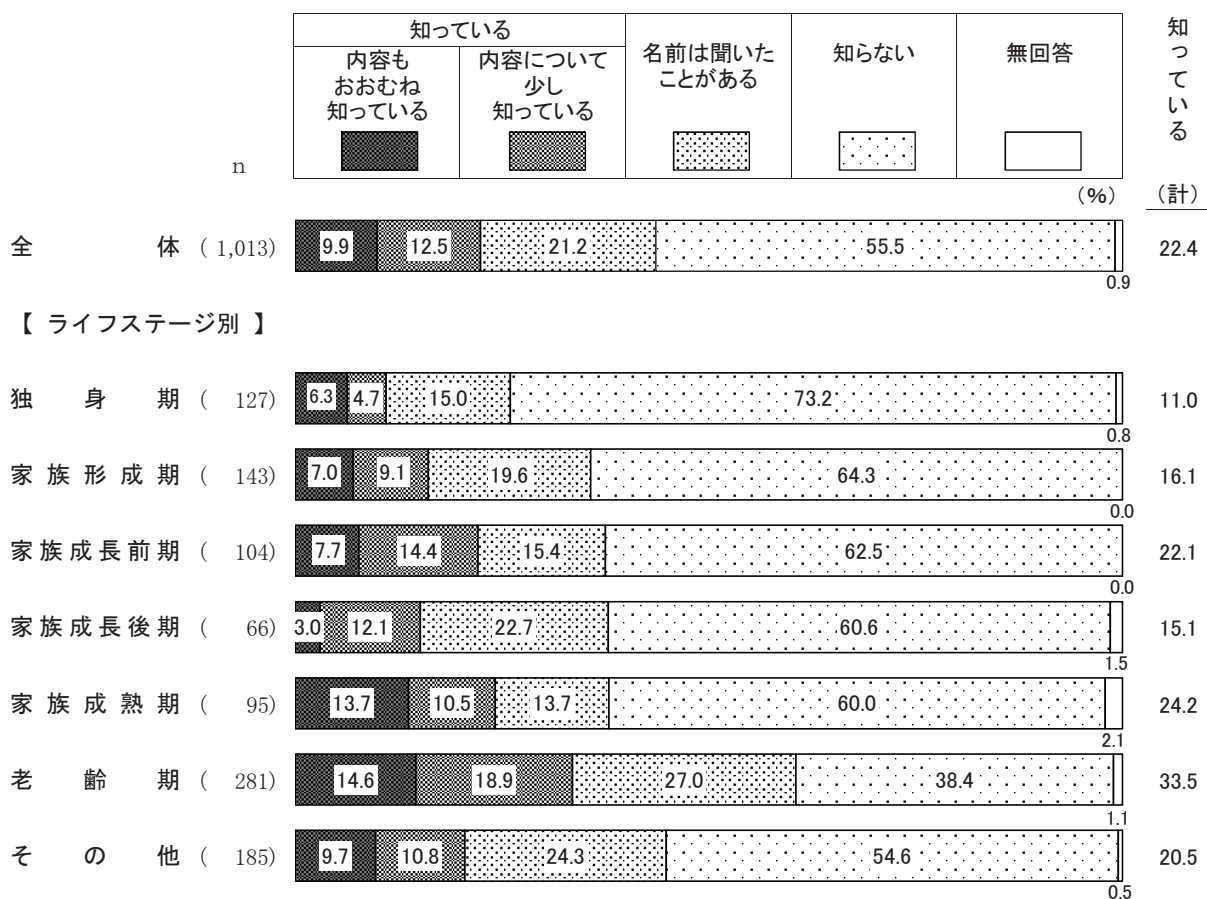 知っている
内容も
おおむね
知っている
内容について
少し
知っている
名前は聞いた
ことがある
知らない
無回答
知っている
n
(%)
(計)
全体 (1,013) 9.9 12.5 21.2 55.5 22.4
0.9
【 ライフステージ別 】
独身期 ( 127) 6.3 4.7 15.0 73.2 11.0
0.8
家族形成期 ( 143) 7.0 9.1 19.6 64.3 16.1
0.0
家族成長前期 ( 104) 7.7 14.4 15.4 62.5 22.1
0.0
家族成長後期 ( 66) 3.0 12.1 22.7 60.6 15.1
1.5
家族成熟期 ( 95) 13.7 10.5 13.7 60.0 24.2
2.1
老齢期 ( 281) 14.6 18.9 27.0 38.4 33.5
1.1
その他 ( 185) 9.7 10.8 24.3 54.6 20.5
0.5